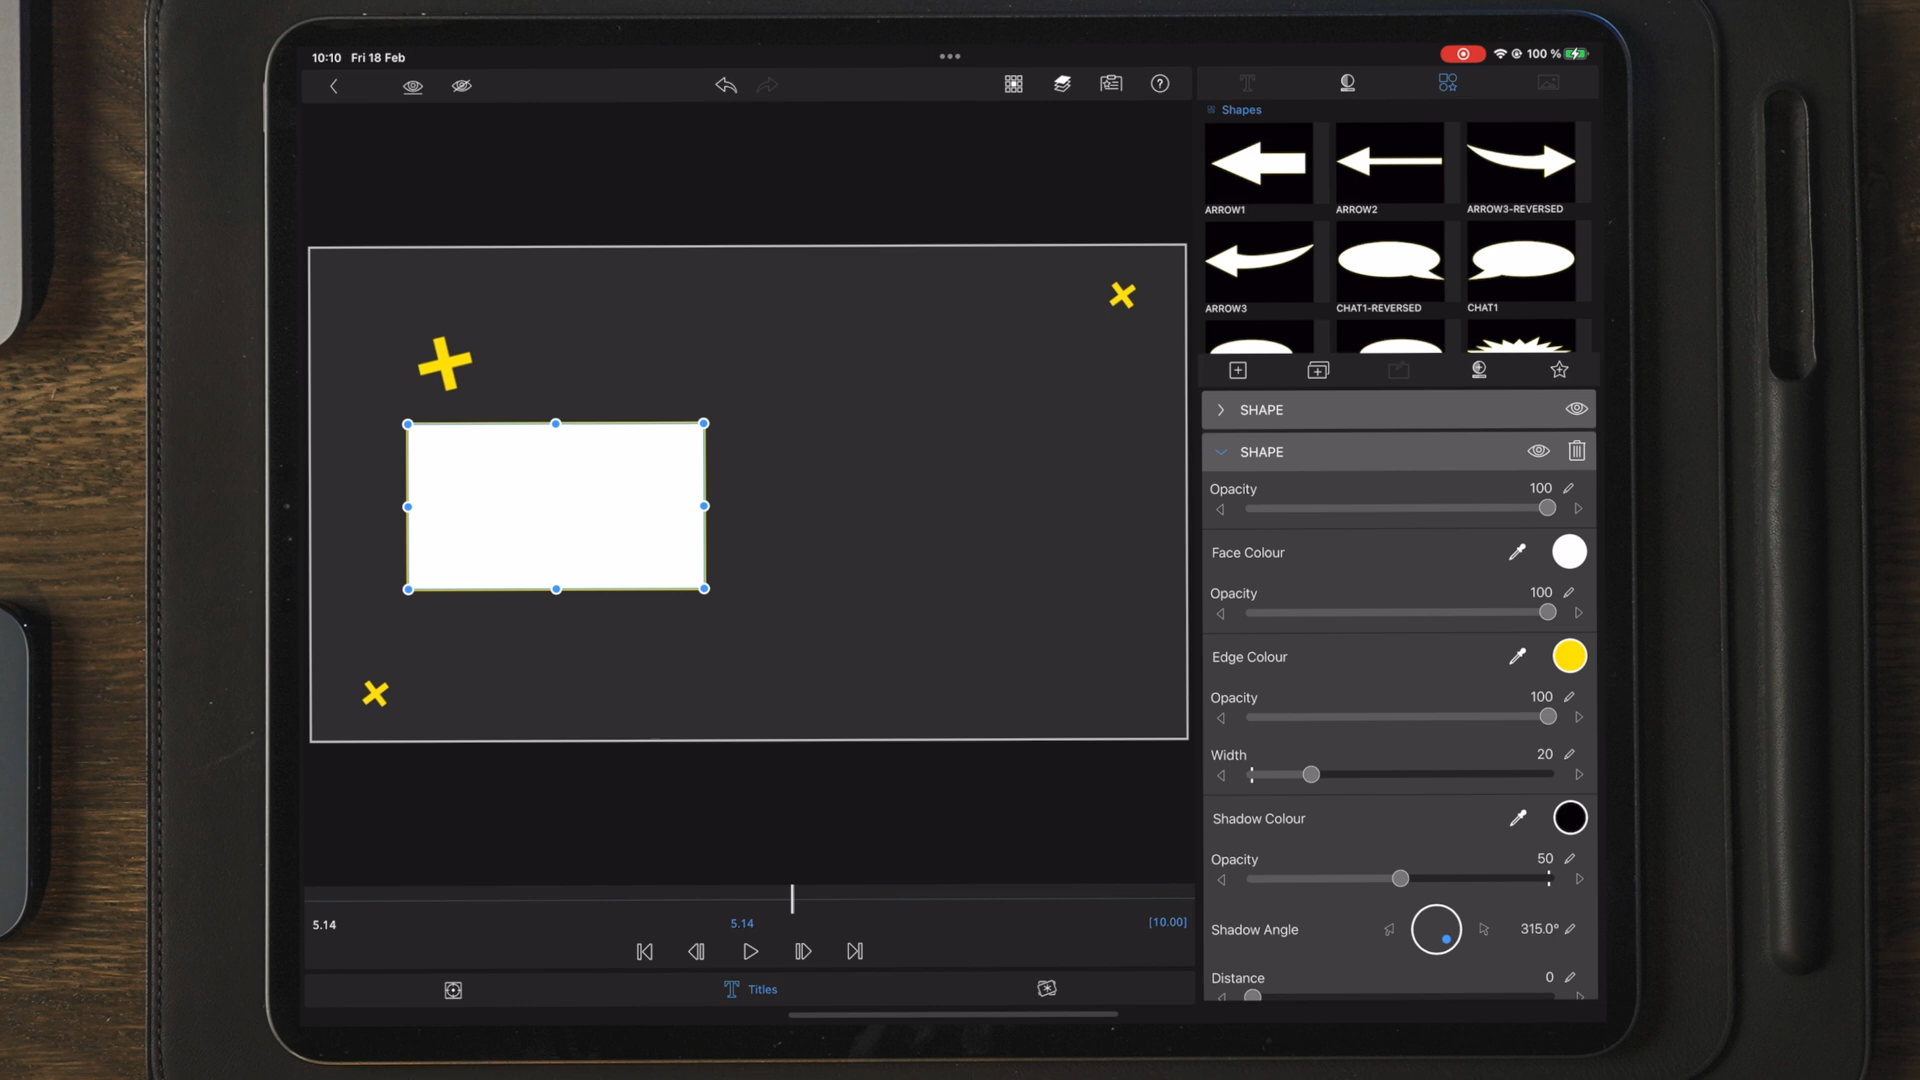 10:10 Fri 18 Feb
100 %
Shapes
ARROW1
ARROW2
ARROW3-REVERSED
ARROW3
CHAT1-REVERSED
CHAT1
SHAPE
SHAPE
Opacity
100
Face Colour
Opacity
100
Edge Colour
Opacity
100
Width
20
Shadow Colour
Opacity
50
Shadow Angle
315.0°
Distance
0
5.14
5.14
[10.00]
Titles